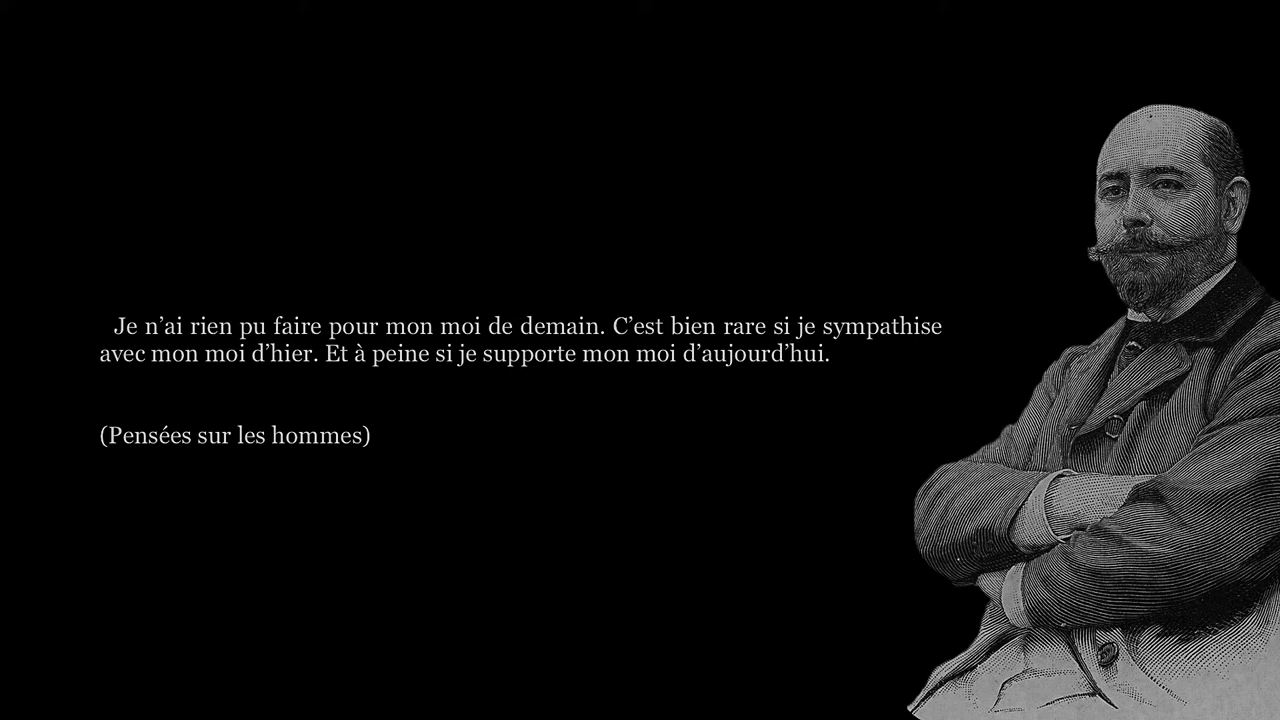 Je n’ai rien pu faire pour mon moi de demain. C’est bien rare si je sympathise
avec mon moi d’hier. Et à peine si je supporte mon moi d’aujourd’hui.
(Pensées sur les hommes)